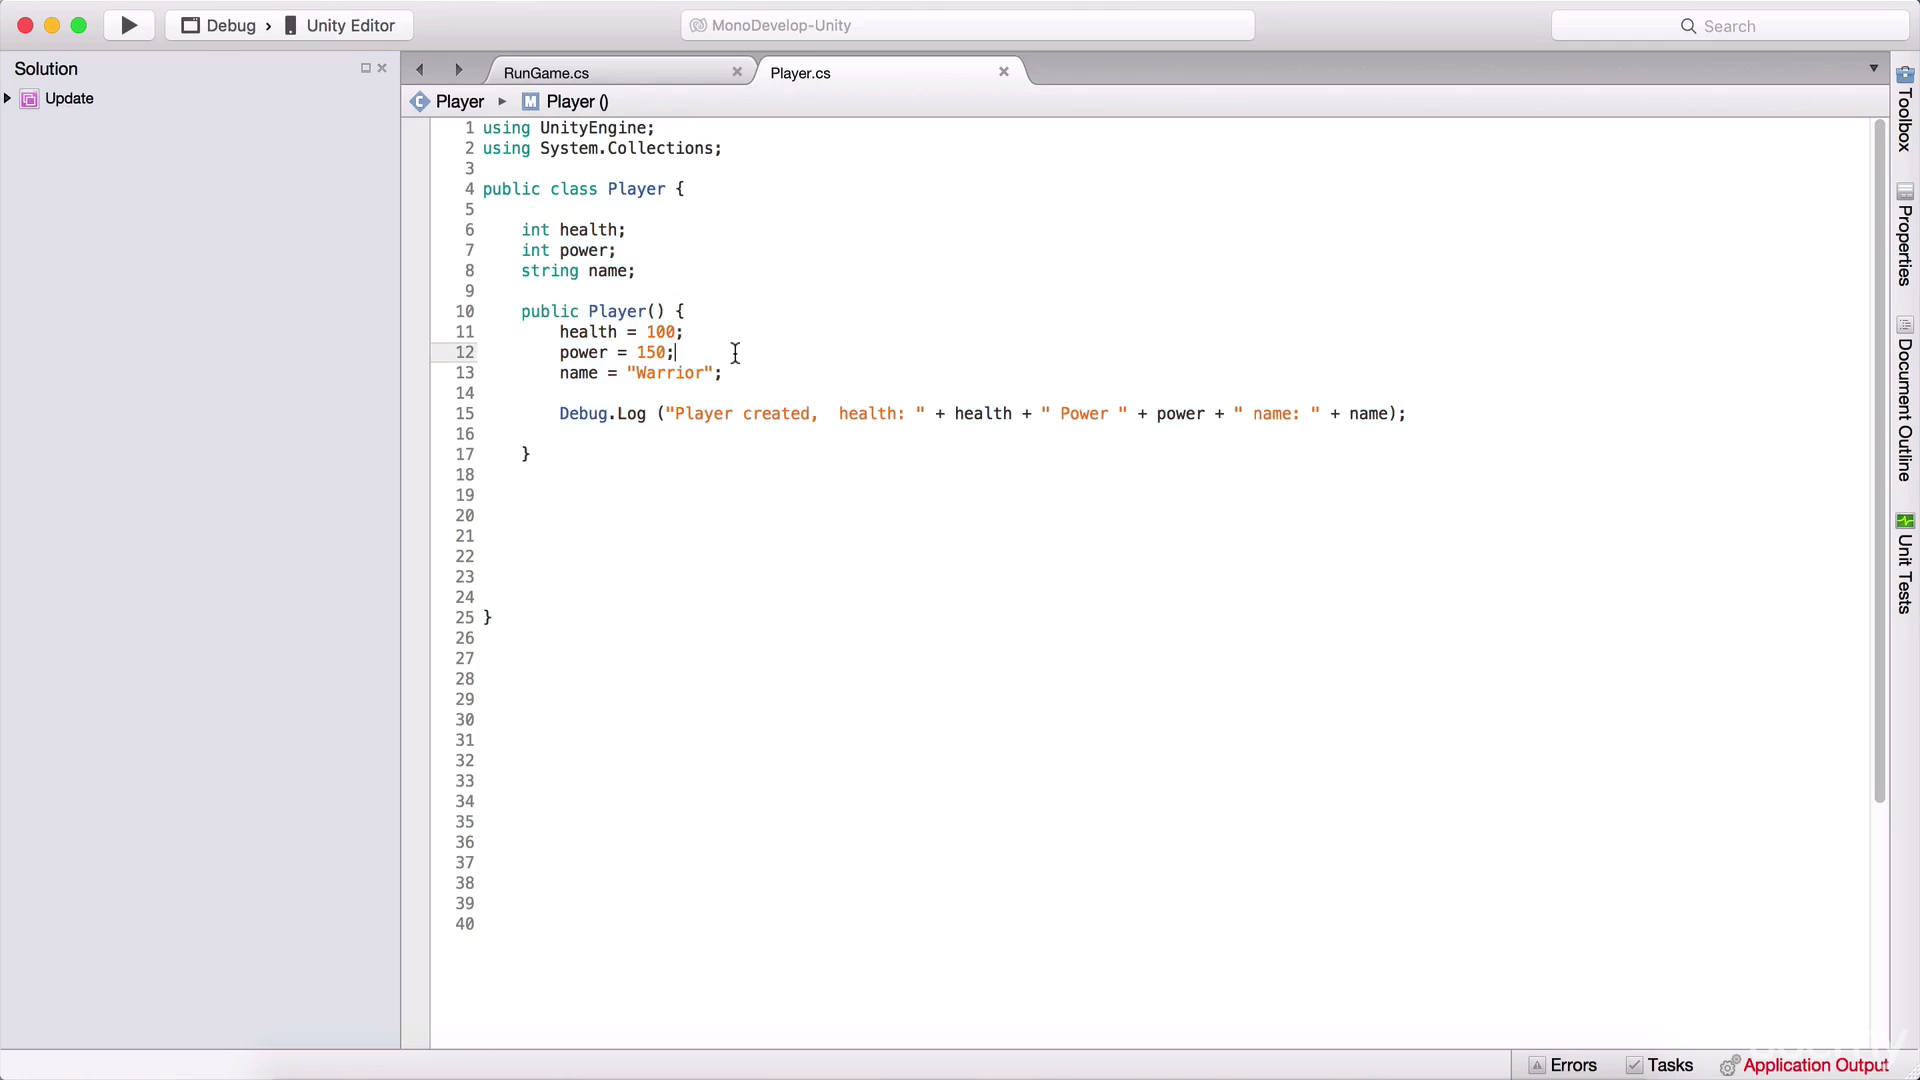 Debug › Unity Editor
MonoDevelop-Unity
Search
Solution
Update
RunGame.cs
Player.cs
Player ▸ M Player ()
1 using UnityEngine;
2 using System.Collections;
3
4 public class Player {
5
6 int health;
7 int power;
8 string name;
9
10 public Player() {
11 health = 100;
12 power = 150;
13 name = "Warrior";
14
15 Debug.Log ("Player created,  health: " + health + " Power " + power + " name: " + name);
16
17 }
18
19
20
21
22
23
24
25 }
26
27
28
29
30
31
32
33
34
35
36
37
38
39
40
Toolbox
Properties
Document Outline
Unit Tests
Errors
Tasks
Application Output